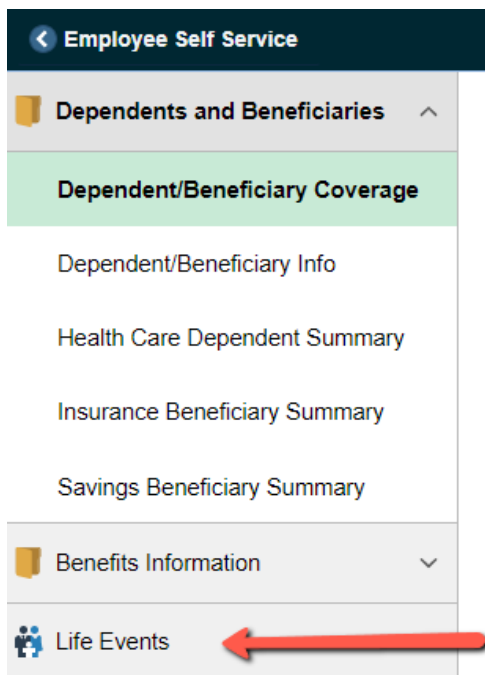 Employee Self Service
Dependents and Beneficiaries
Dependent/Beneficiary Coverage
Dependent/Beneficiary Info
Health Care Dependent Summary
Insurance Beneficiary Summary
Savings Beneficiary Summary
Benefits Information
Life Events